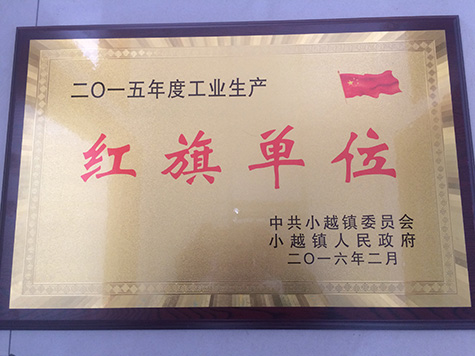 二〇一五年度工业生产
红旗单位
中共小越镇委员会
小越镇人民政府
二〇一六年二月